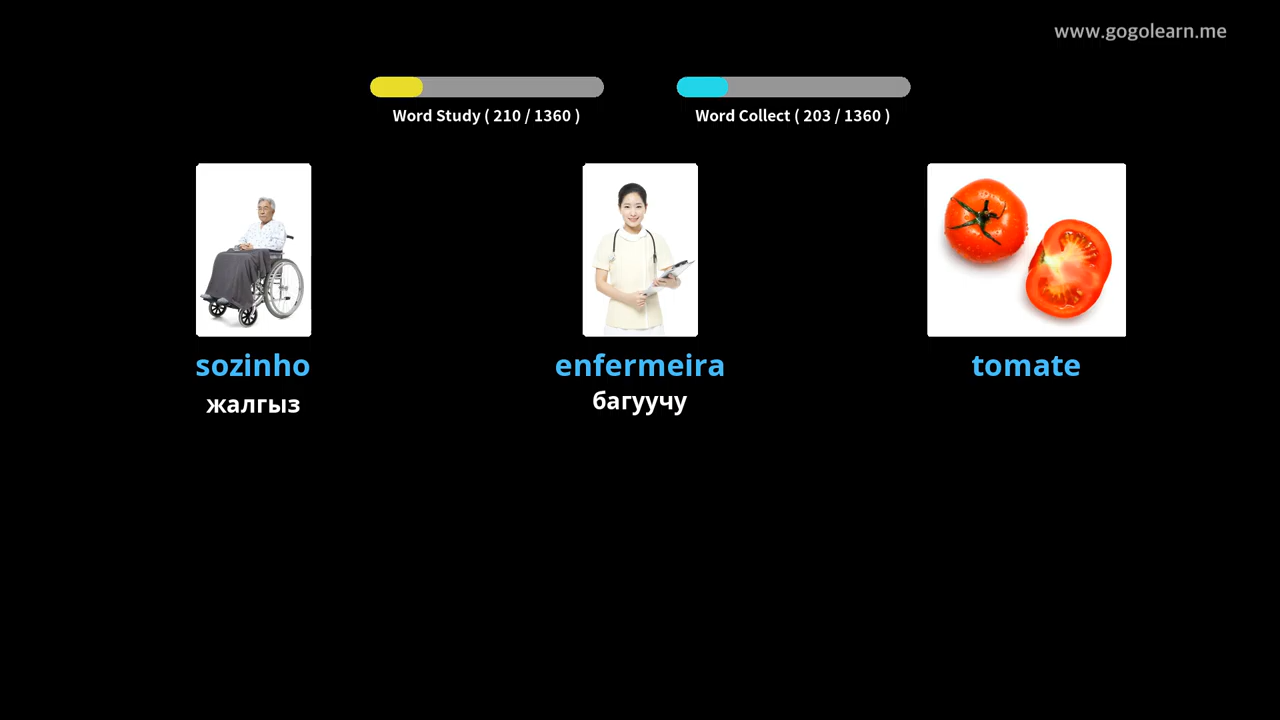 www.gogolearn.me
Word Study ( 210 / 1360 )
Word Collect ( 203 / 1360 )
sozinho
жалгыз
enfermeira
багуучу
tomate